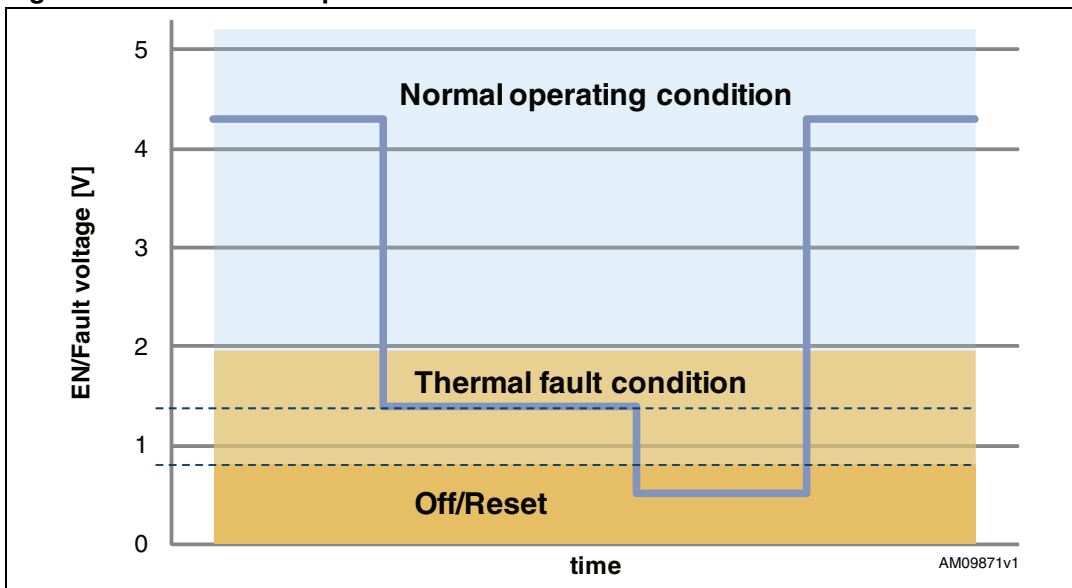 5
Normal operating condition
4
EN/Fault voltage [V]
3
2
Thermal fault condition
1
Off/Reset
0
time
AM09871v1